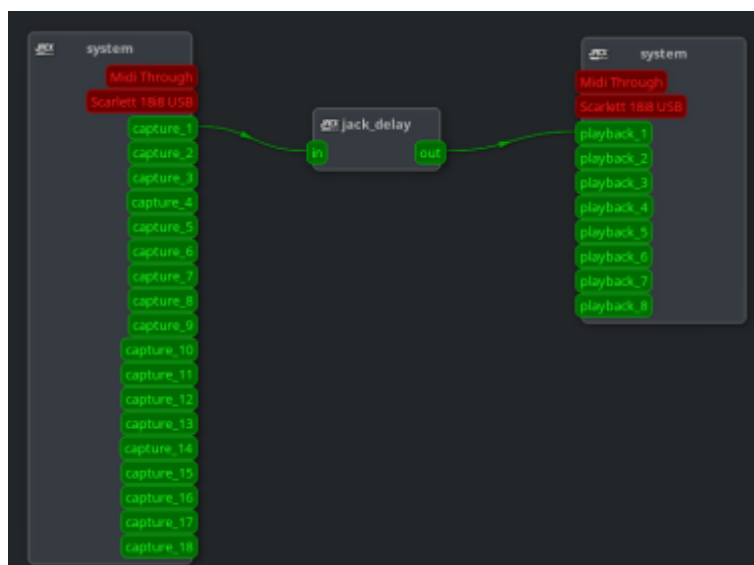 system
Midi Through
Scarlett 18i8 USB
capture_1
capture_2
capture_3
capture_4
capture_5
capture_6
capture_7
capture_8
capture_9
capture_10
capture_11
capture_12
capture_13
capture_14
capture_15
capture_16
capture_17
capture_18
jack_delay
in
out
system
Midi Through
Scarlett 18i8 USB
playback_1
playback_2
playback_3
playback_4
playback_5
playback_6
playback_7
playback_8